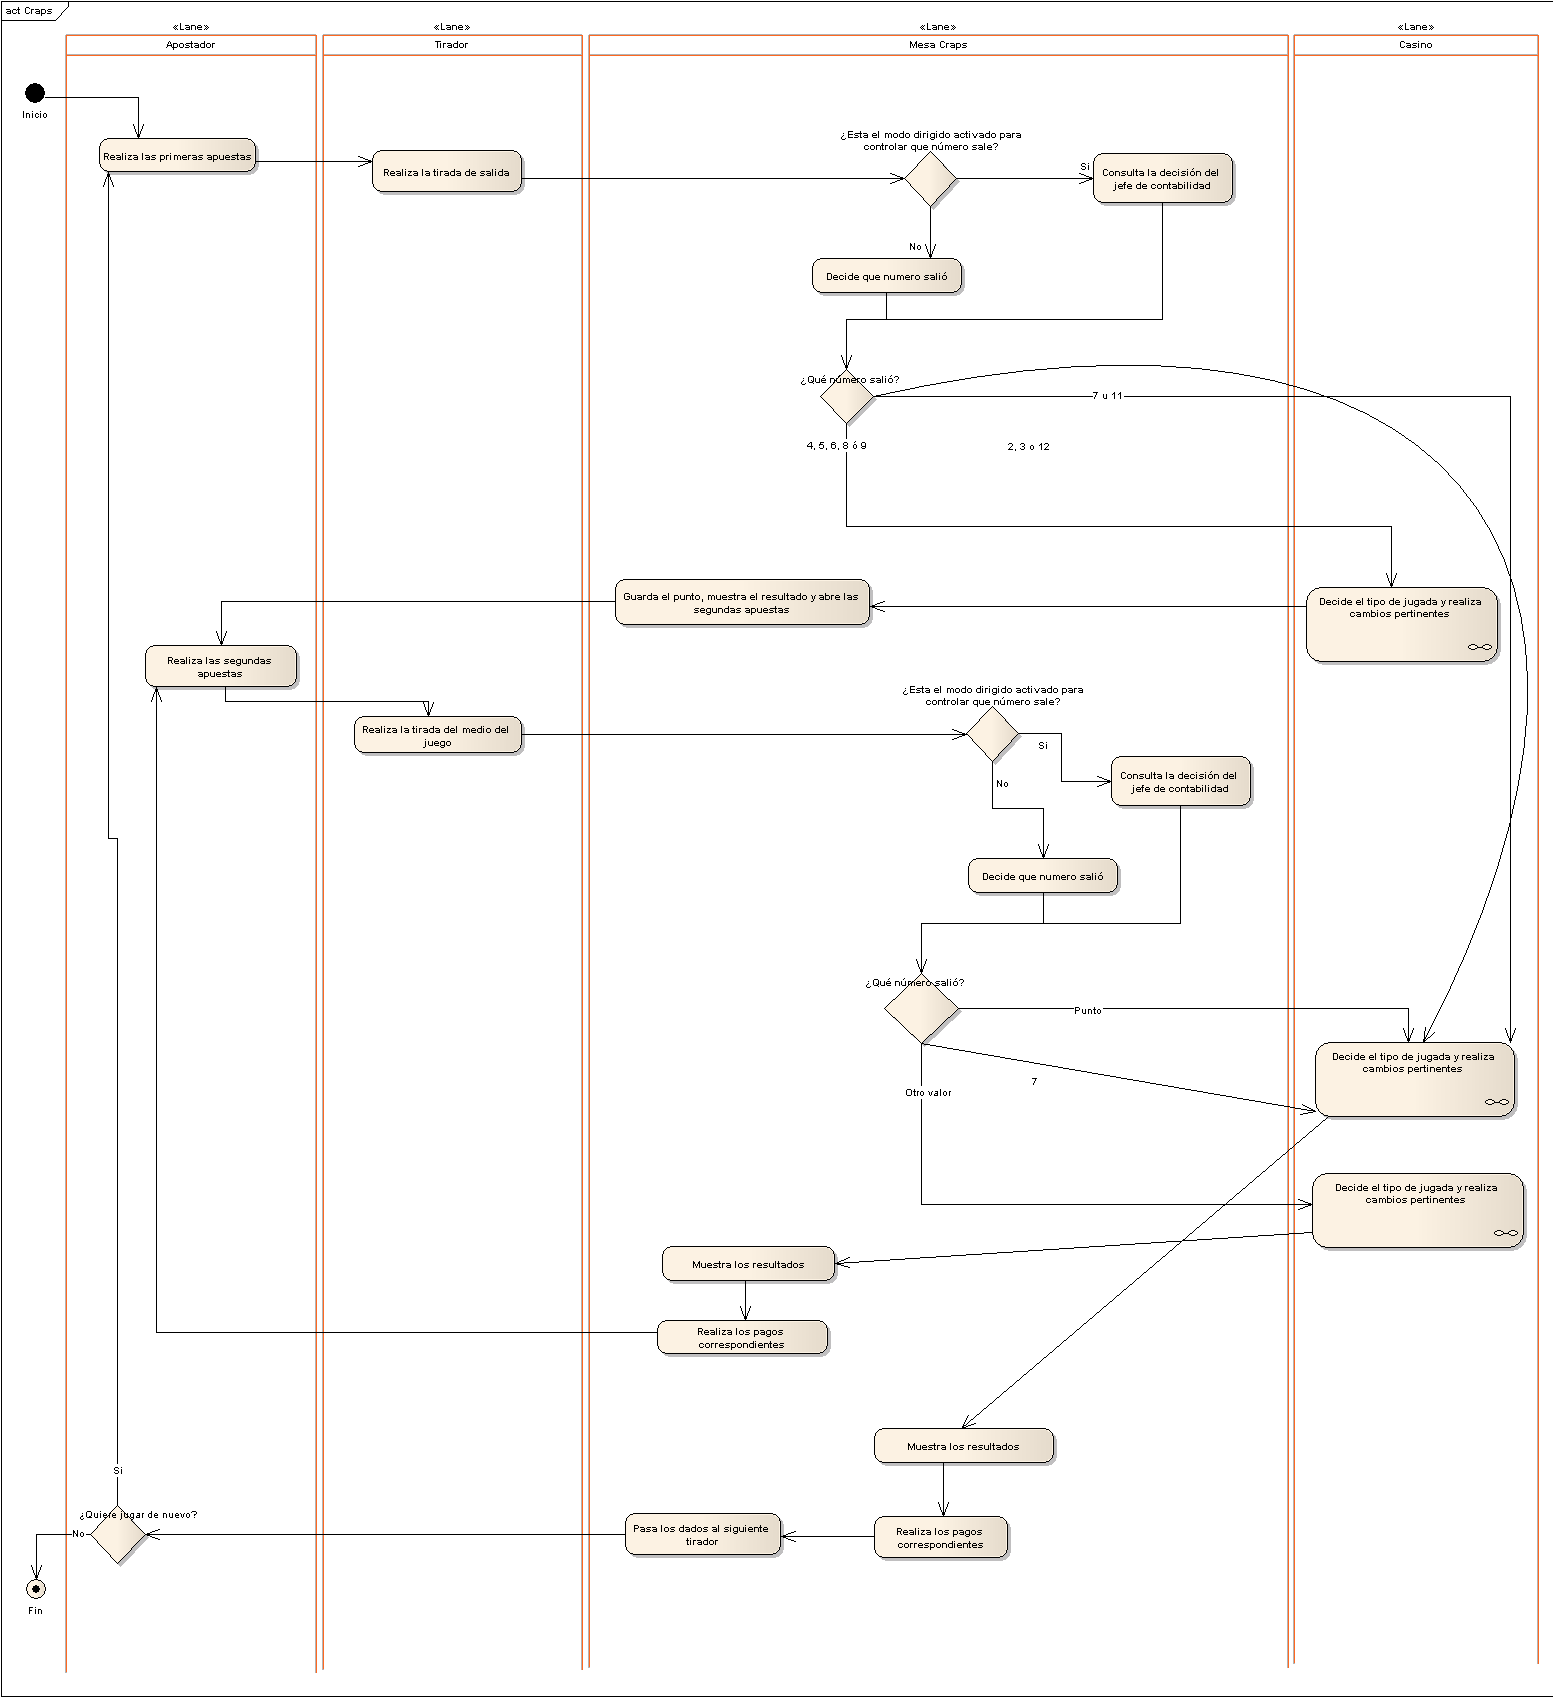 act Craps
«Lane»
«Lane»
«Lane»
«Lane»
Apostador
Tirador
Mesa Craps
Casino
Inicio
Realiza las primeras apuestas
Realiza la tirada de salida
¿Esta el modo dirigido activado para
controlar que número sale?
Si
Consulta la decisión del
jefe de contabilidad
No
Decide que numero salió
¿Qué número salió?
7 u 11
4, 5, 6, 8 ó 9
2, 3 o 12
Guarda el punto, muestra el resultado y abre las
segundas apuestas
Decide el tipo de jugada y realiza
cambios pertinentes
Realiza las segundas
apuestas
Realiza la tirada del medio del
juego
¿Esta el modo dirigido activado para
controlar que número sale?
Si
No
Consulta la decisión del
jefe de contabilidad
Decide que numero salió
¿Qué número salió?
Punto
7
Otro valor
Decide el tipo de jugada y realiza
cambios pertinentes
Decide el tipo de jugada y realiza
cambios pertinentes
Muestra los resultados
Realiza los pagos
correspondientes
Muestra los resultados
Si
¿Quiere jugar de nuevo?
No
Pasa los dados al siguiente
tirador
Realiza los pagos
correspondientes
Fin